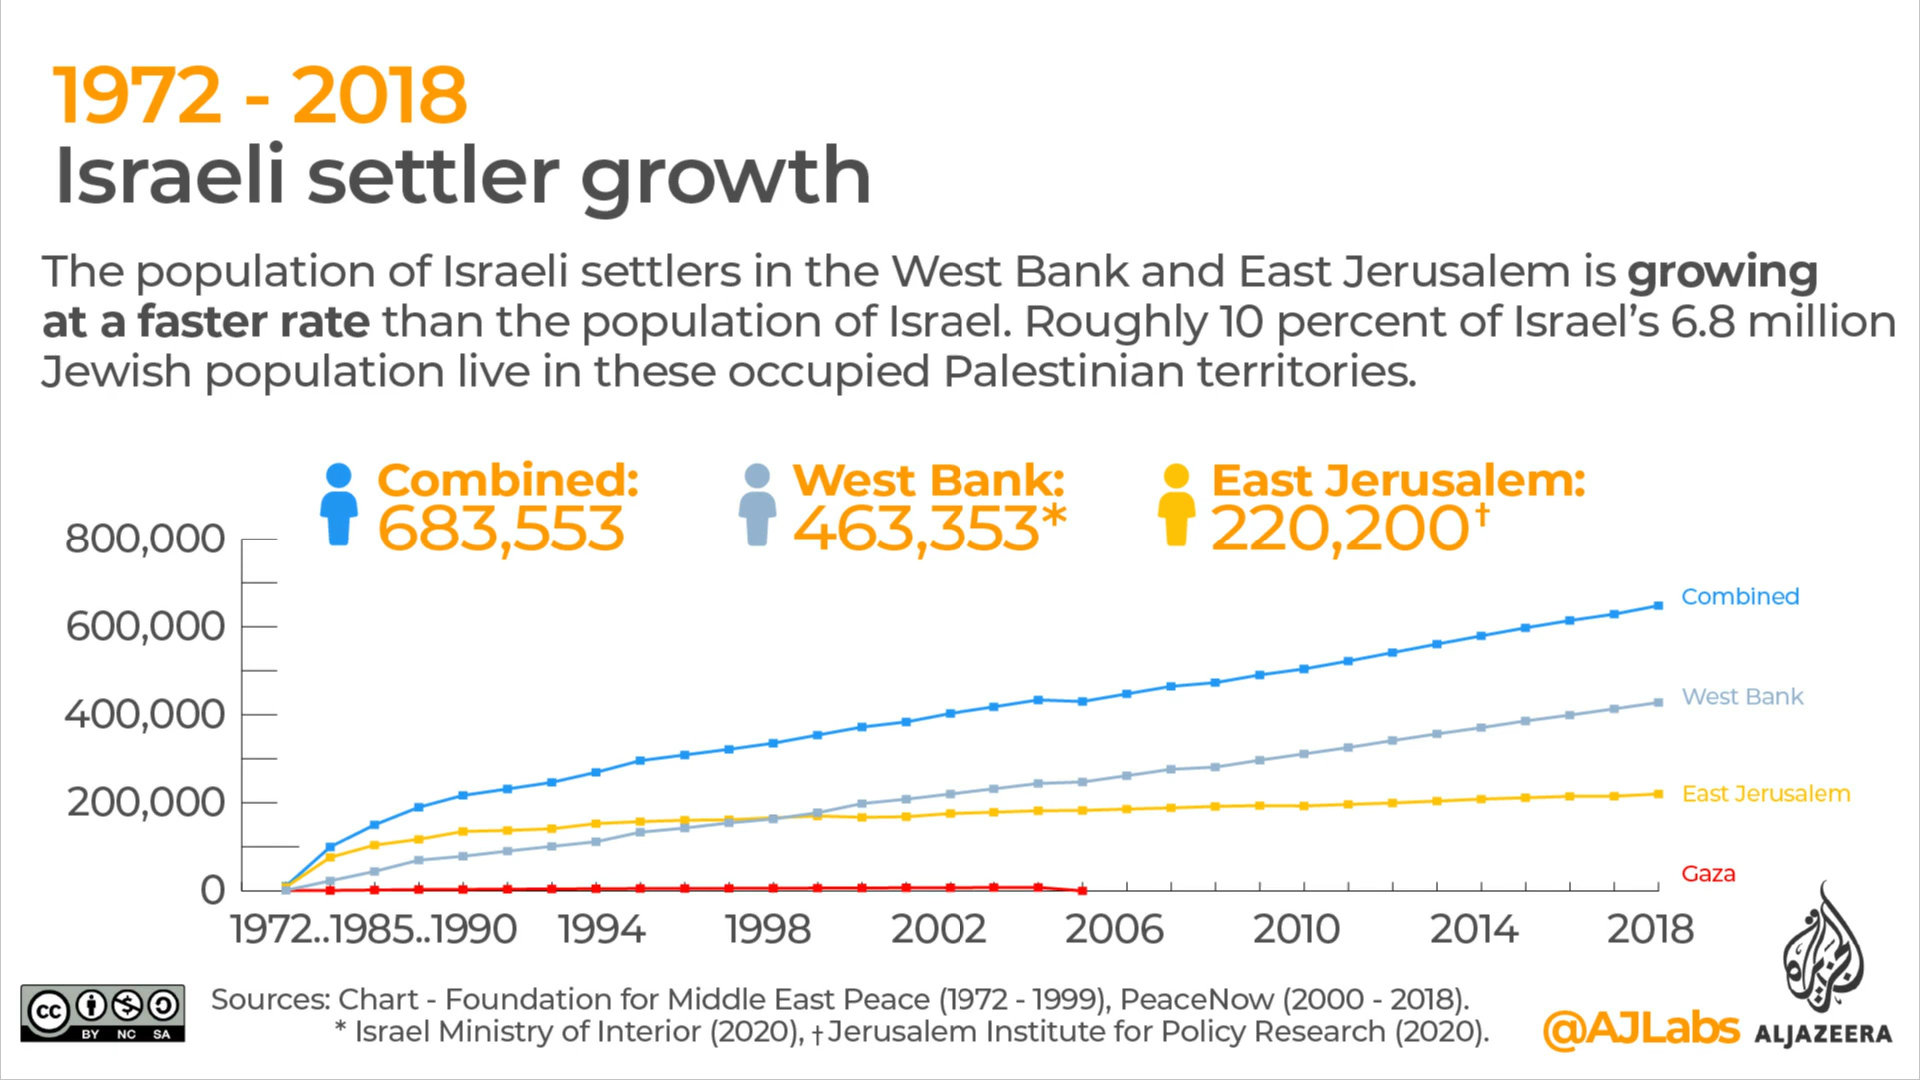 1972 - 2018
Israeli settler growth
The population of Israeli settlers in the West Bank and East Jerusalem is growing
at a faster rate than the population of Israel. Roughly 10 percent of Israel's 6.8 million
Jewish population live in these occupied Palestinian territories.
Combined:
683,553
West Bank:
463,353*
East Jerusalem:
220,200†
800,000
600,000
400,000
200,000
0
Combined
West Bank
East Jerusalem
Gaza
1972..1985..1990 1994 1998 2002 2006 2010 2014 2018
Sources: Chart - Foundation for Middle East Peace (1972 - 1999), PeaceNow (2000 - 2018).
* Israel Ministry of Interior (2020), † Jerusalem Institute for Policy Research (2020).
cc BY NC SA
@AJLabs
الجزيرة
ALJAZEERA